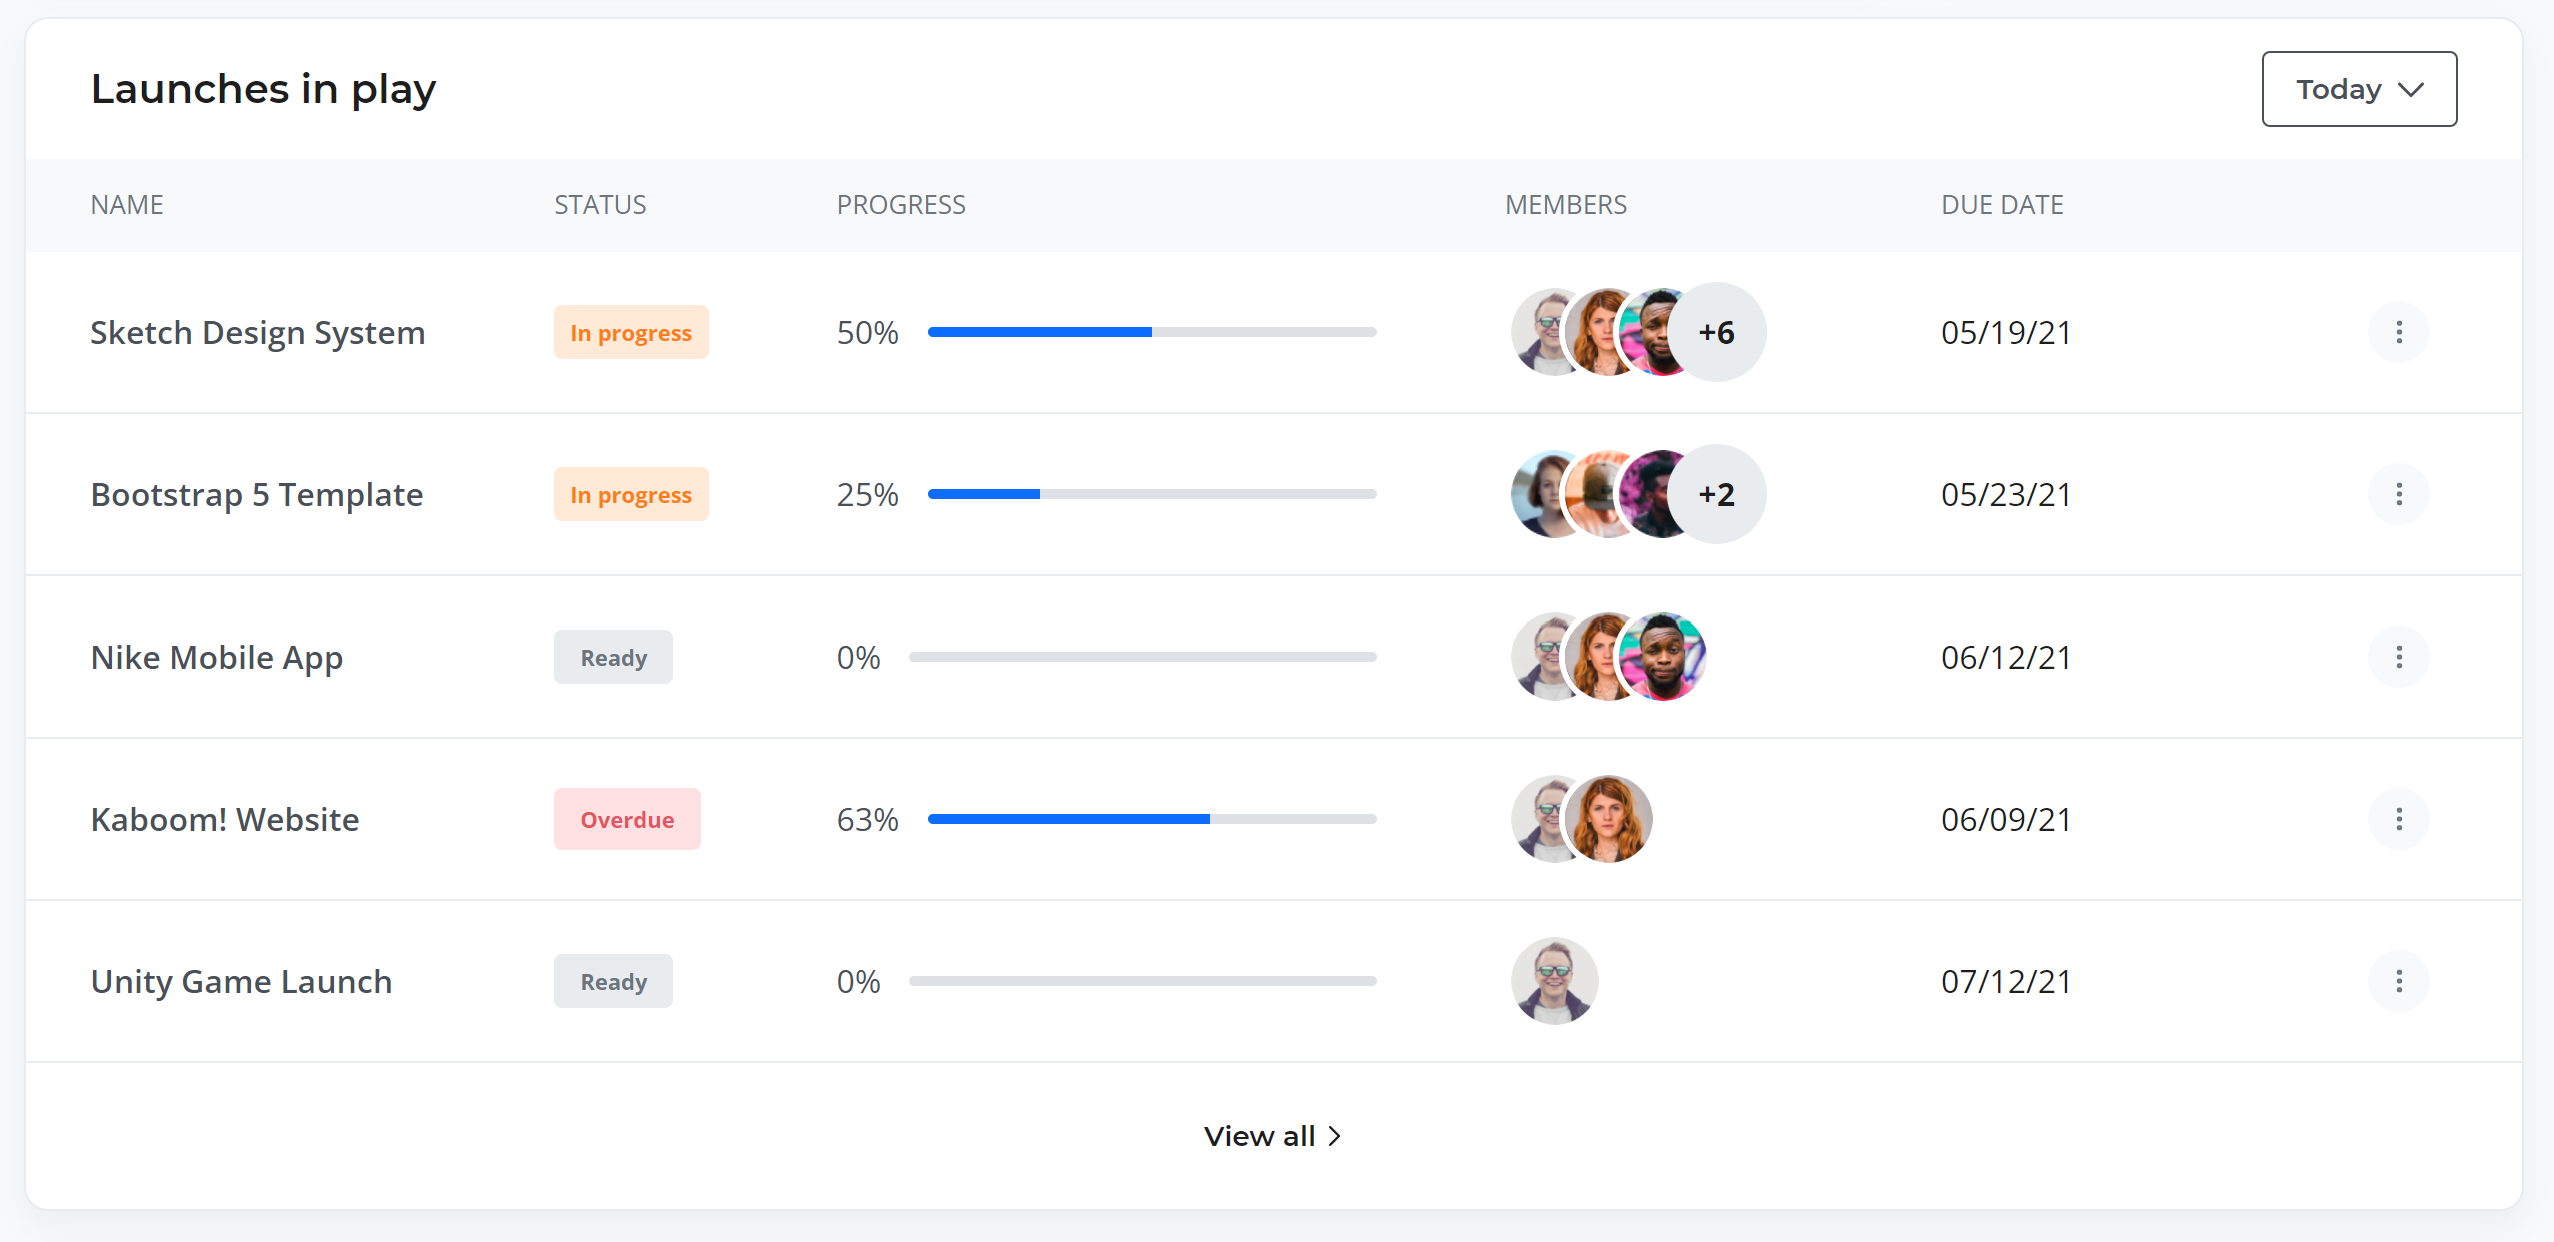 Launches in play
Today
NAME STATUS PROGRESS MEMBERS DUE DATE
Sketch Design System In progress 50% +6 05/19/21
Bootstrap 5 Template In progress 25% +2 05/23/21
Nike Mobile App Ready 0% 06/12/21
Kaboom! Website Overdue 63% 06/09/21
Unity Game Launch Ready 0% 07/12/21
View all